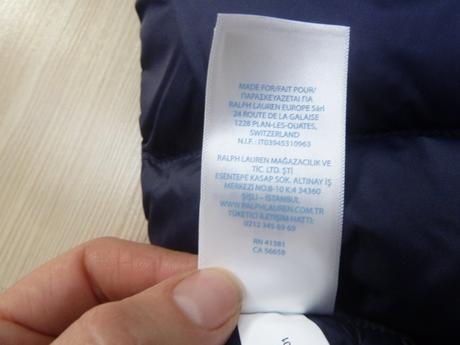 MADE FOR/FAIT POUR/
ΠΑΡΑΣΚΕΥΑΖΕΤΑΙ ΓΙΑ
RALPH LAUREN EUROPE Sàrl
24 ROUTE DE LA GALAISE
1228 PLAN-LES-OUATES,
SWITZERLAND
N.I.F.: IT03945310963
RALPH LAUREN MAĞAZACILIK VE
TİC. LTD. ŞTİ
ESENTEPE KASAP SOK. ALTINAY İŞ
MERKEZİ NO:8-10 K:4 34360
ŞİŞLİ - İSTANBUL
WWW.RALPHLAUREN.COM.TR
TÜKETİCİ İLETİŞİM HATTI:
0212 345 69 69
RN 41381
CA 56658